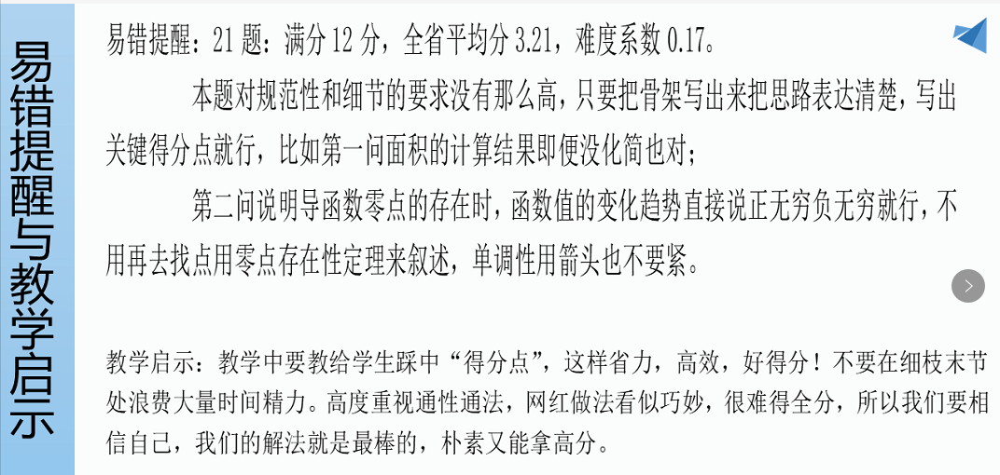 易错提醒与教学启示
易错提醒：21 题：满分 12 分，全省平均分 3.21，难度系数 0.17。
本题对规范性和细节的要求没有那么高，只要把骨架写出来把思路表达清楚，写出
关键得分点就行，比如第一问面积的计算结果即便没化简也对；
第二问说明导函数零点的存在时，函数值的变化趋势直接说正无穷负无穷就行，不
用再去找点用零点存在性定理来叙述，单调性用箭头也不要紧。
教学启示：教学中要教给学生踩中“得分点”，这样省力，高效，好得分！不要在细枝末节
处浪费大量时间精力。高度重视通性通法，网红做法看似巧妙，很难得全分，所以我们要相
信自己，我们的解法就是最棒的，朴素又能拿高分。